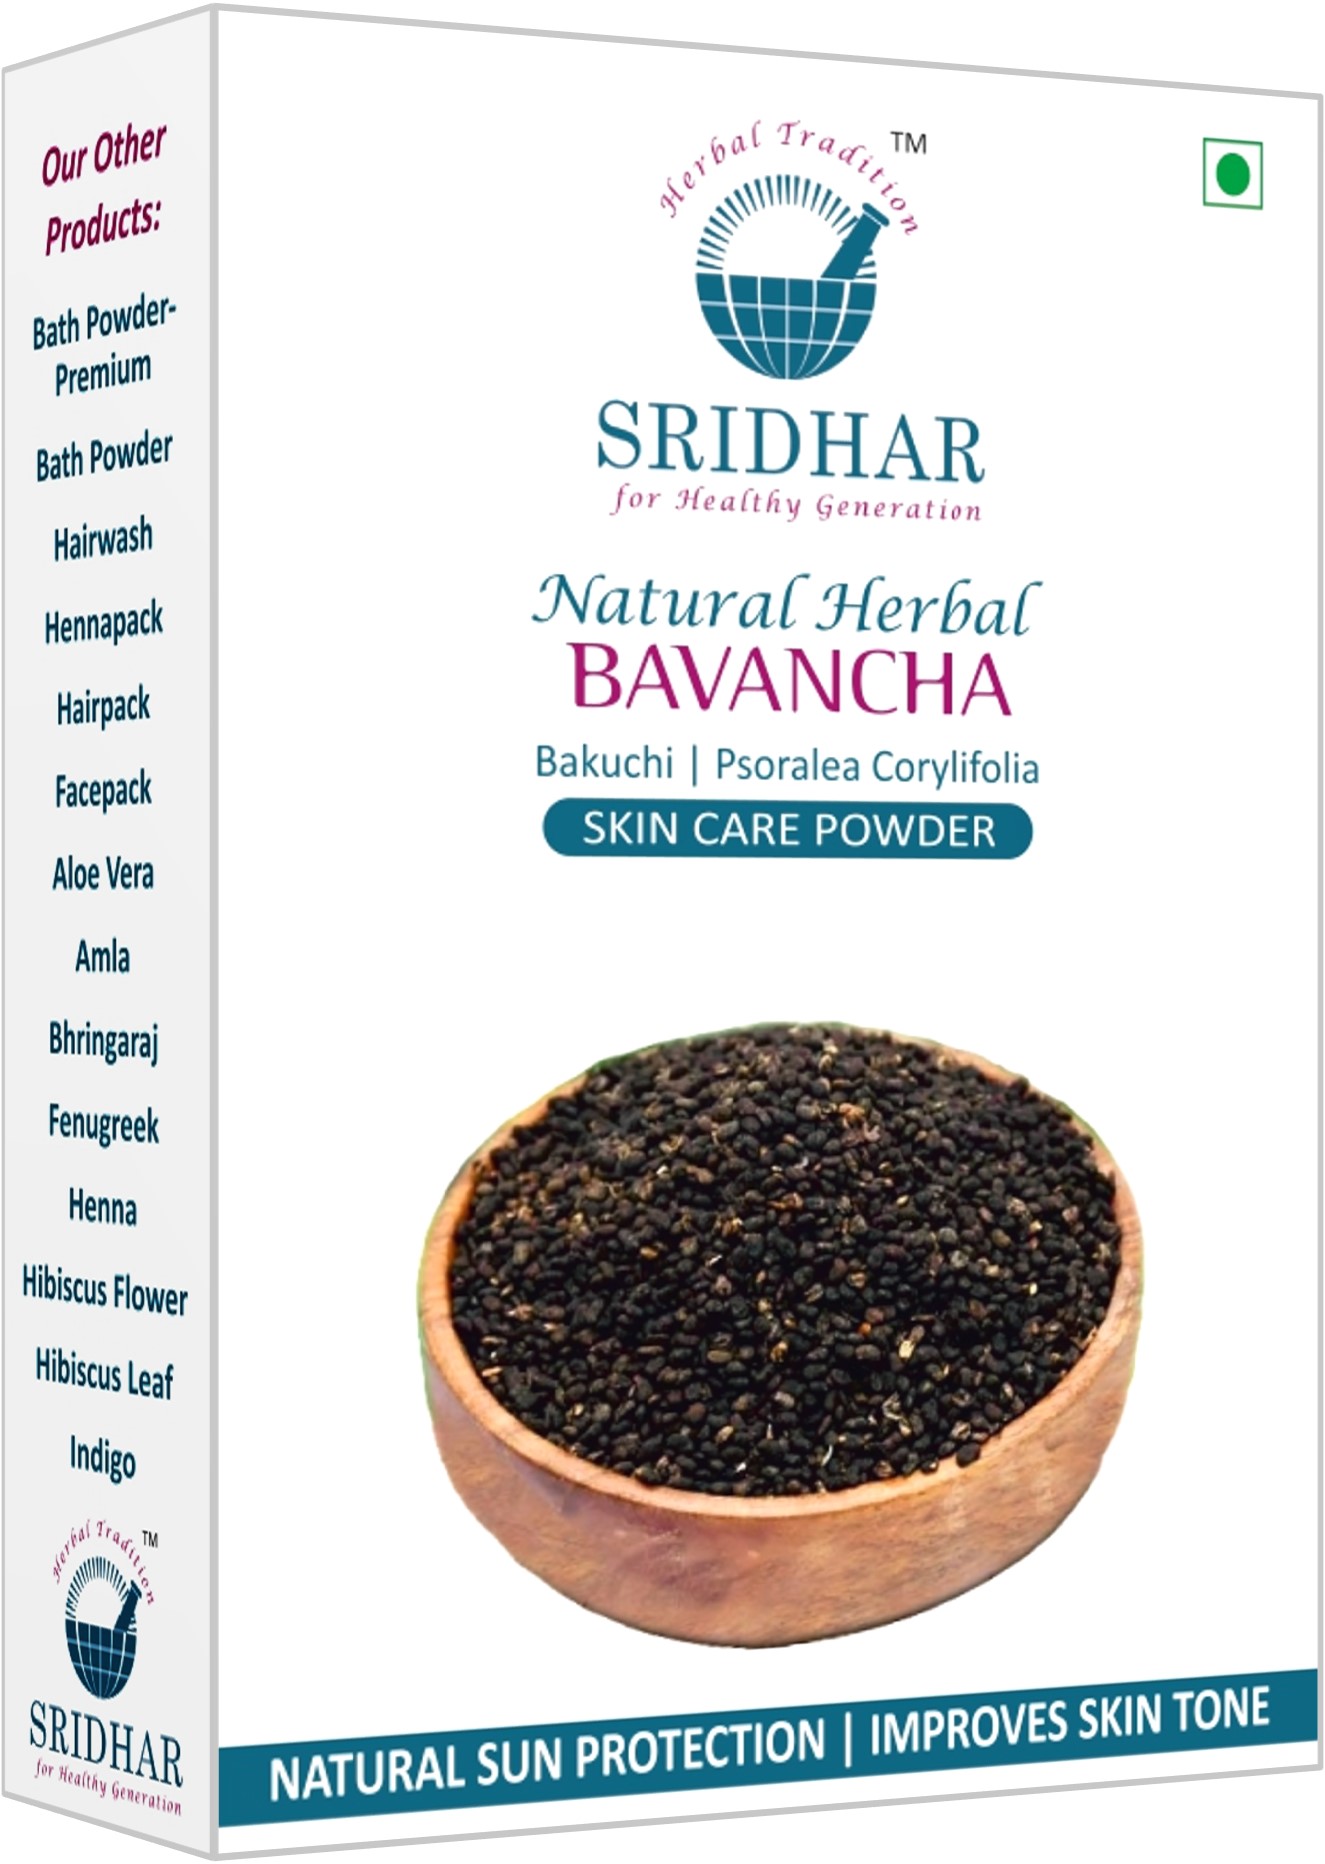 Our Other
Products:
Bath Powder-
Premium
Bath Powder
Hairwash
Hennapack
Hairpack
Facepack
Aloe Vera
Amla
Bhringaraj
Fenugreek
Henna
Hibiscus Flower
Hibiscus Leaf
Indigo
Herbal Tradition TM
SRIDHAR
for Healthy Generation
Herbal Tradition TM
SRIDHAR
for Healthy Generation
Natural Herbal
BAVANCHA
Bakuchi | Psoralea Corylifolia
SKIN CARE POWDER
NATURAL SUN PROTECTION | IMPROVES SKIN TONE